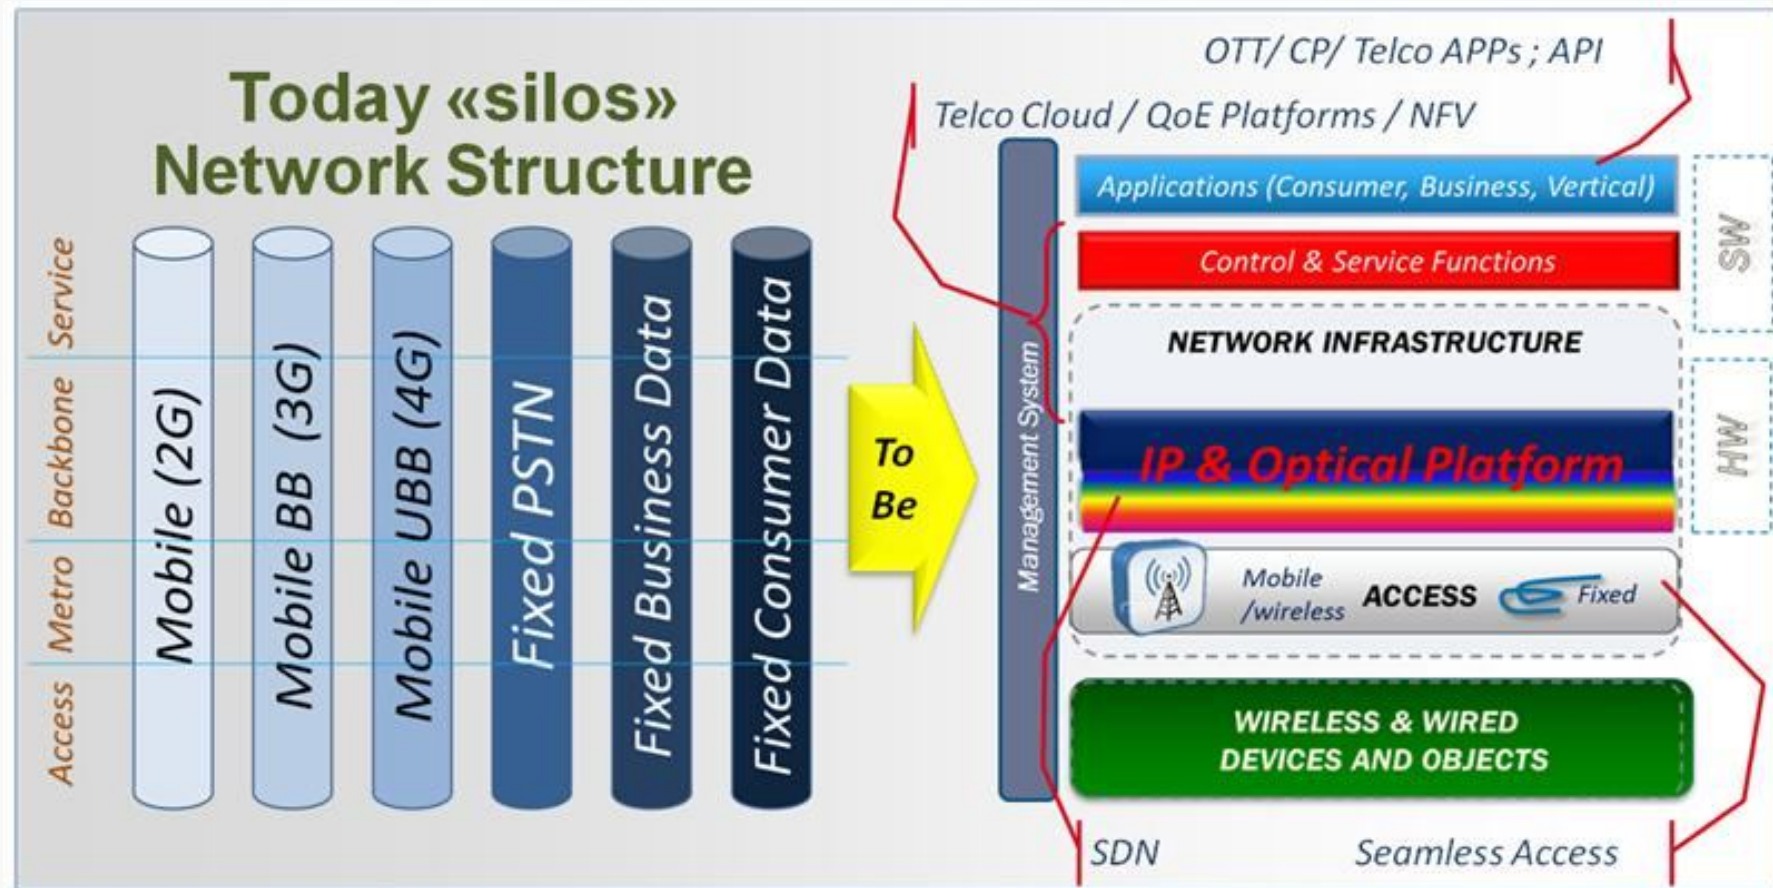 Today «silos»
Network Structure
Service
Backbone
Metro
Access
Mobile (2G)
Mobile BB (3G)
Mobile UBB (4G)
Fixed PSTN
Fixed Business Data
Fixed Consumer Data
To
Be
OTT/ CP/ Telco APPs ; API
Telco Cloud / QoE Platforms / NFV
Management System
Applications (Consumer, Business, Vertical)
Control & Service Functions
NETWORK INFRASTRUCTURE
IP & Optical Platform
Mobile
/wireless
ACCESS
Fixed
WIRELESS & WIRED
DEVICES AND OBJECTS
SW
HW
SDN
Seamless Access